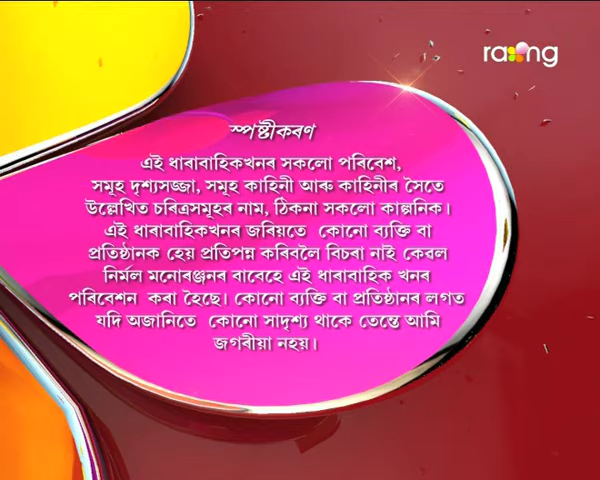 rang
স্পষ্টীকৰণ
এই ধাৰাবাহিকখনৰ সকলো পৰিবেশ,
সমূহ দৃশ্যসজ্জা, সমূহ কাহিনী আৰু কাহিনীৰ সৈতে
উল্লেখিত চৰিত্ৰসমূহৰ নাম, ঠিকনা সকলো কাল্পনিক।
এই ধাৰাবাহিকখনৰ জৰিয়তে কোনো ব্যক্তি বা
প্ৰতিষ্ঠানক হেয় প্ৰতিপন্ন কৰিবলৈ বিচৰা নাই কেৱল
নিৰ্মল মনোৰঞ্জনৰ বাবেহে এই ধাৰাবাহিক খনৰ
পৰিবেশন কৰা হৈছে। কোনো ব্যক্তি বা প্ৰতিষ্ঠানৰ লগত
যদি অজানিতে কোনো সাদৃশ্য থাকে তেন্তে আমি
জগৰীয়া নহয়।